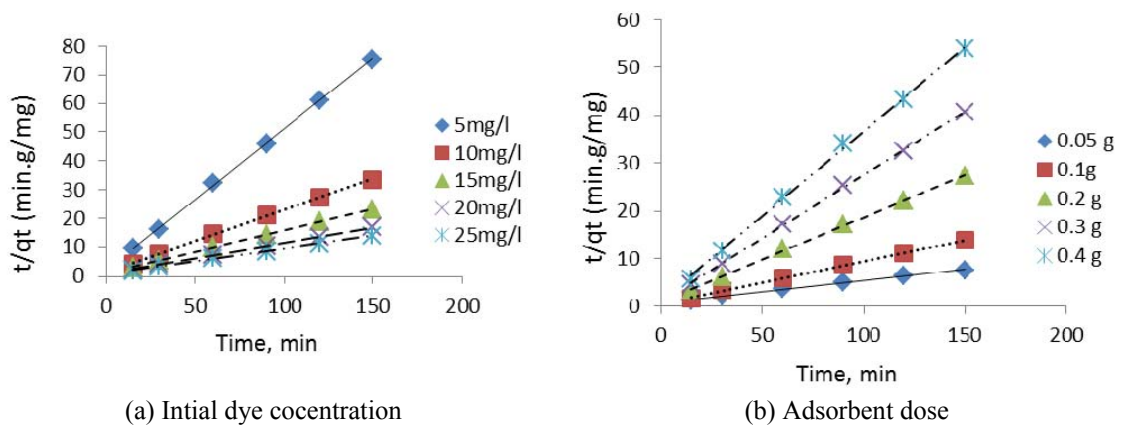 t/qt (min.g/mg)
80
70
60
50
40
30
20
10
0
0 50 100 150 200
Time, min
5mg/l
10mg/l
15mg/l
20mg/l
25mg/l
(a) Intial dye cocentration
t/qt (min.g/mg)
60
50
40
30
20
10
0
0 50 100 150 200
Time, min
0.05 g
0.1g
0.2 g
0.3 g
0.4 g
(b) Adsorbent dose